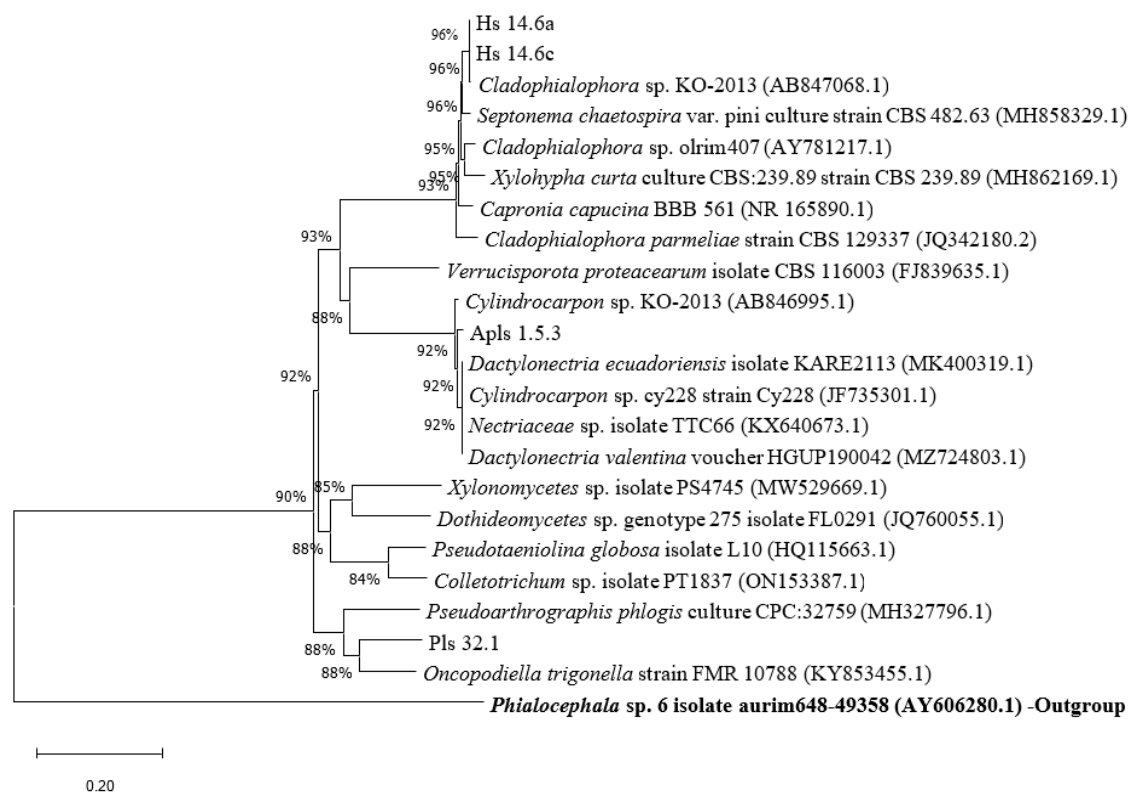 Hs 14.6a
96%
Hs 14.6c
96%
Cladophialophora sp. KO-2013 (AB847068.1)
96%
Septonema chaetospira var. pini culture strain CBS 482.63 (MH858329.1)
95%
Cladophialophora sp. olrim407 (AY781217.1)
95%
Xylohypha curta culture CBS:239.89 strain CBS 239.89 (MH862169.1)
93%
Capronia capucina BBB 561 (NR 165890.1)
93%
Cladophialophora parmeliae strain CBS 129337 (JQ342180.2)
Verrucisporota proteacearum isolate CBS 116003 (FJ839635.1)
Cylindrocarpon sp. KO-2013 (AB846995.1)
88%
Apls 1.5.3
92%
Dactylonectria ecuadoriensis isolate KARE2113 (MK400319.1)
92%
92%
Cylindrocarpon sp. cy228 strain Cy228 (JF735301.1)
92%
Nectriaceae sp. isolate TTC66 (KX640673.1)
Dactylonectria valentina voucher HGUP190042 (MZ724803.1)
85%
Xylonomycetes sp. isolate PS4745 (MW529669.1)
90%
Dothideomycetes sp. genotype 275 isolate FL0291 (JQ760055.1)
88%
Pseudotaeniolina globosa isolate L10 (HQ115663.1)
84%
Colletotrichum sp. isolate PT1837 (ON153387.1)
Pseudoarthrographis phlogis culture CPC:32759 (MH327796.1)
88%
Pls 32.1
88%
Oncopodiella trigonella strain FMR 10788 (KY853455.1)
Phialocephala sp. 6 isolate aurim648-49358 (AY606280.1) -Outgroup
0.20